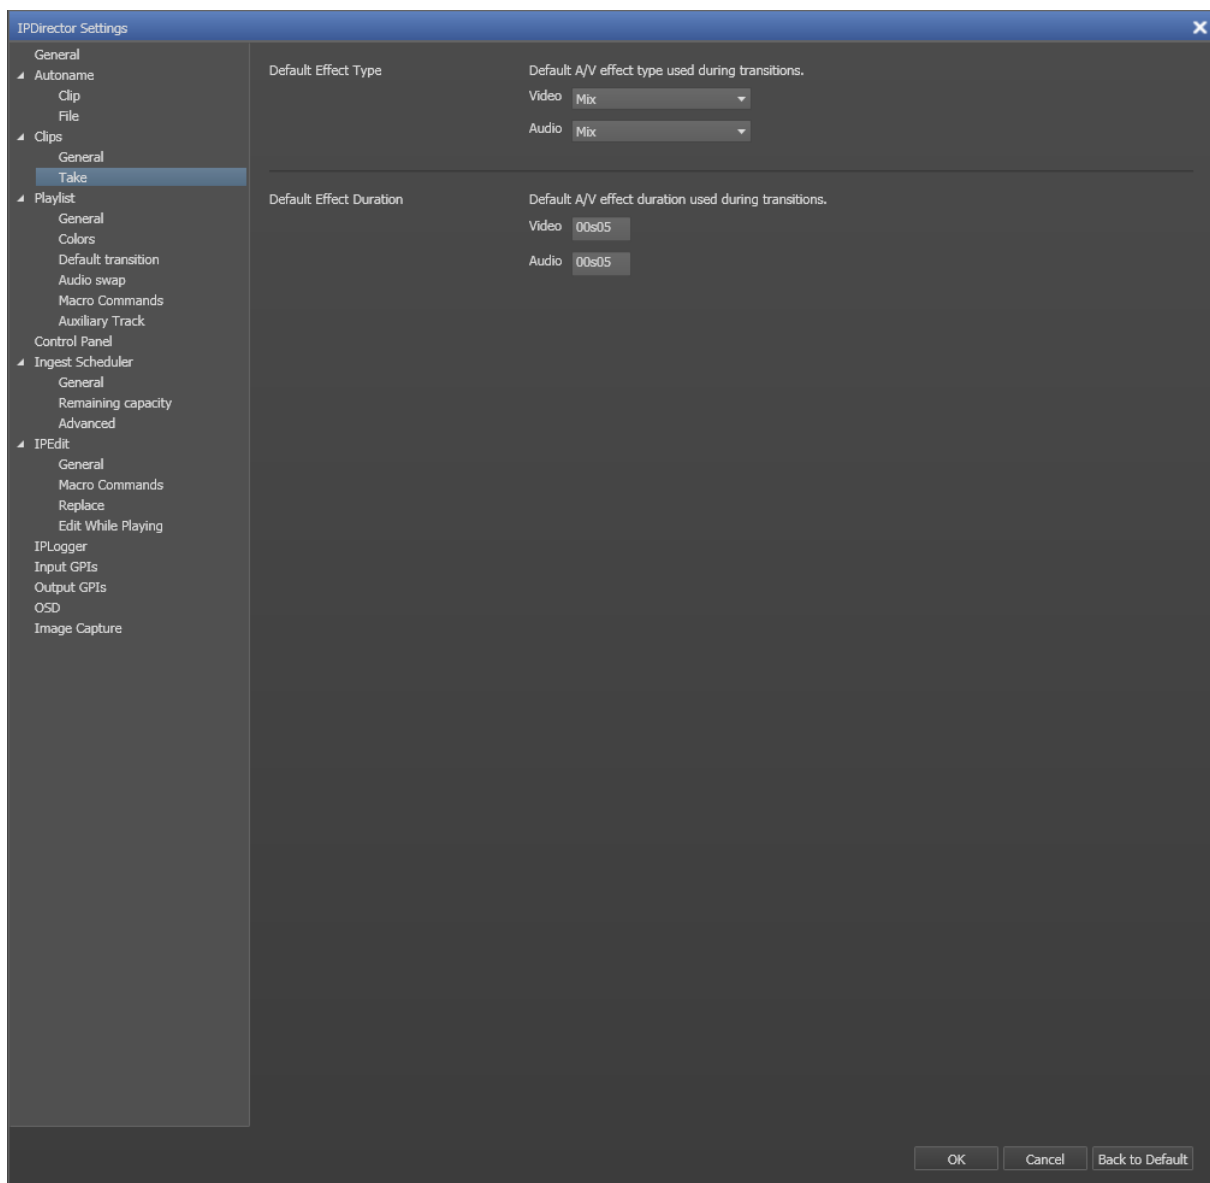 IPDirector Settings
General
Autoname
Clip
File
Clips
General
Take
Playlist
General
Colors
Default transition
Audio swap
Macro Commands
Auxiliary Track
Control Panel
Ingest Scheduler
General
Remaining capacity
Advanced
IPEdit
General
Macro Commands
Replace
Edit While Playing
IPLogger
Input GPIs
Output GPIs
OSD
Image Capture
Default Effect Type
Default A/V effect type used during transitions.
Video Mix
Audio Mix
Default Effect Duration
Default A/V effect duration used during transitions.
Video 00s05
Audio 00s05
OK Cancel Back to Default